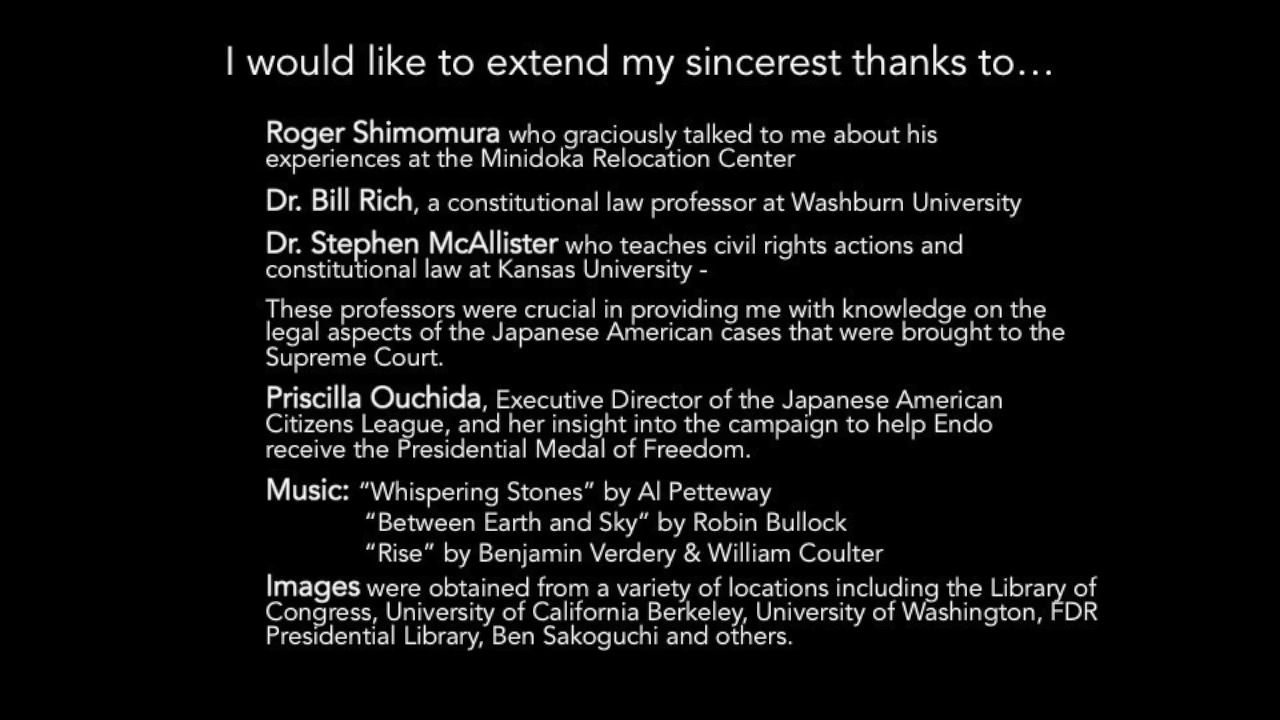 I would like to extend my sincerest thanks to...
Roger Shimomura who graciously talked to me about his
experiences at the Minidoka Relocation Center
Dr. Bill Rich, a constitutional law professor at Washburn University
Dr. Stephen McAllister who teaches civil rights actions and
constitutional law at Kansas University -
These professors were crucial in providing me with knowledge on the
legal aspects of the Japanese American cases that were brought to the
Supreme Court.
Priscilla Ouchida, Executive Director of the Japanese American
Citizens League, and her insight into the campaign to help Endo
receive the Presidential Medal of Freedom.
Music: “Whispering Stones” by Al Petteway
“Between Earth and Sky” by Robin Bullock
“Rise” by Benjamin Verdery & William Coulter
Images were obtained from a variety of locations including the Library of
Congress, University of California Berkeley, University of Washington, FDR
Presidential Library, Ben Sakoguchi and others.